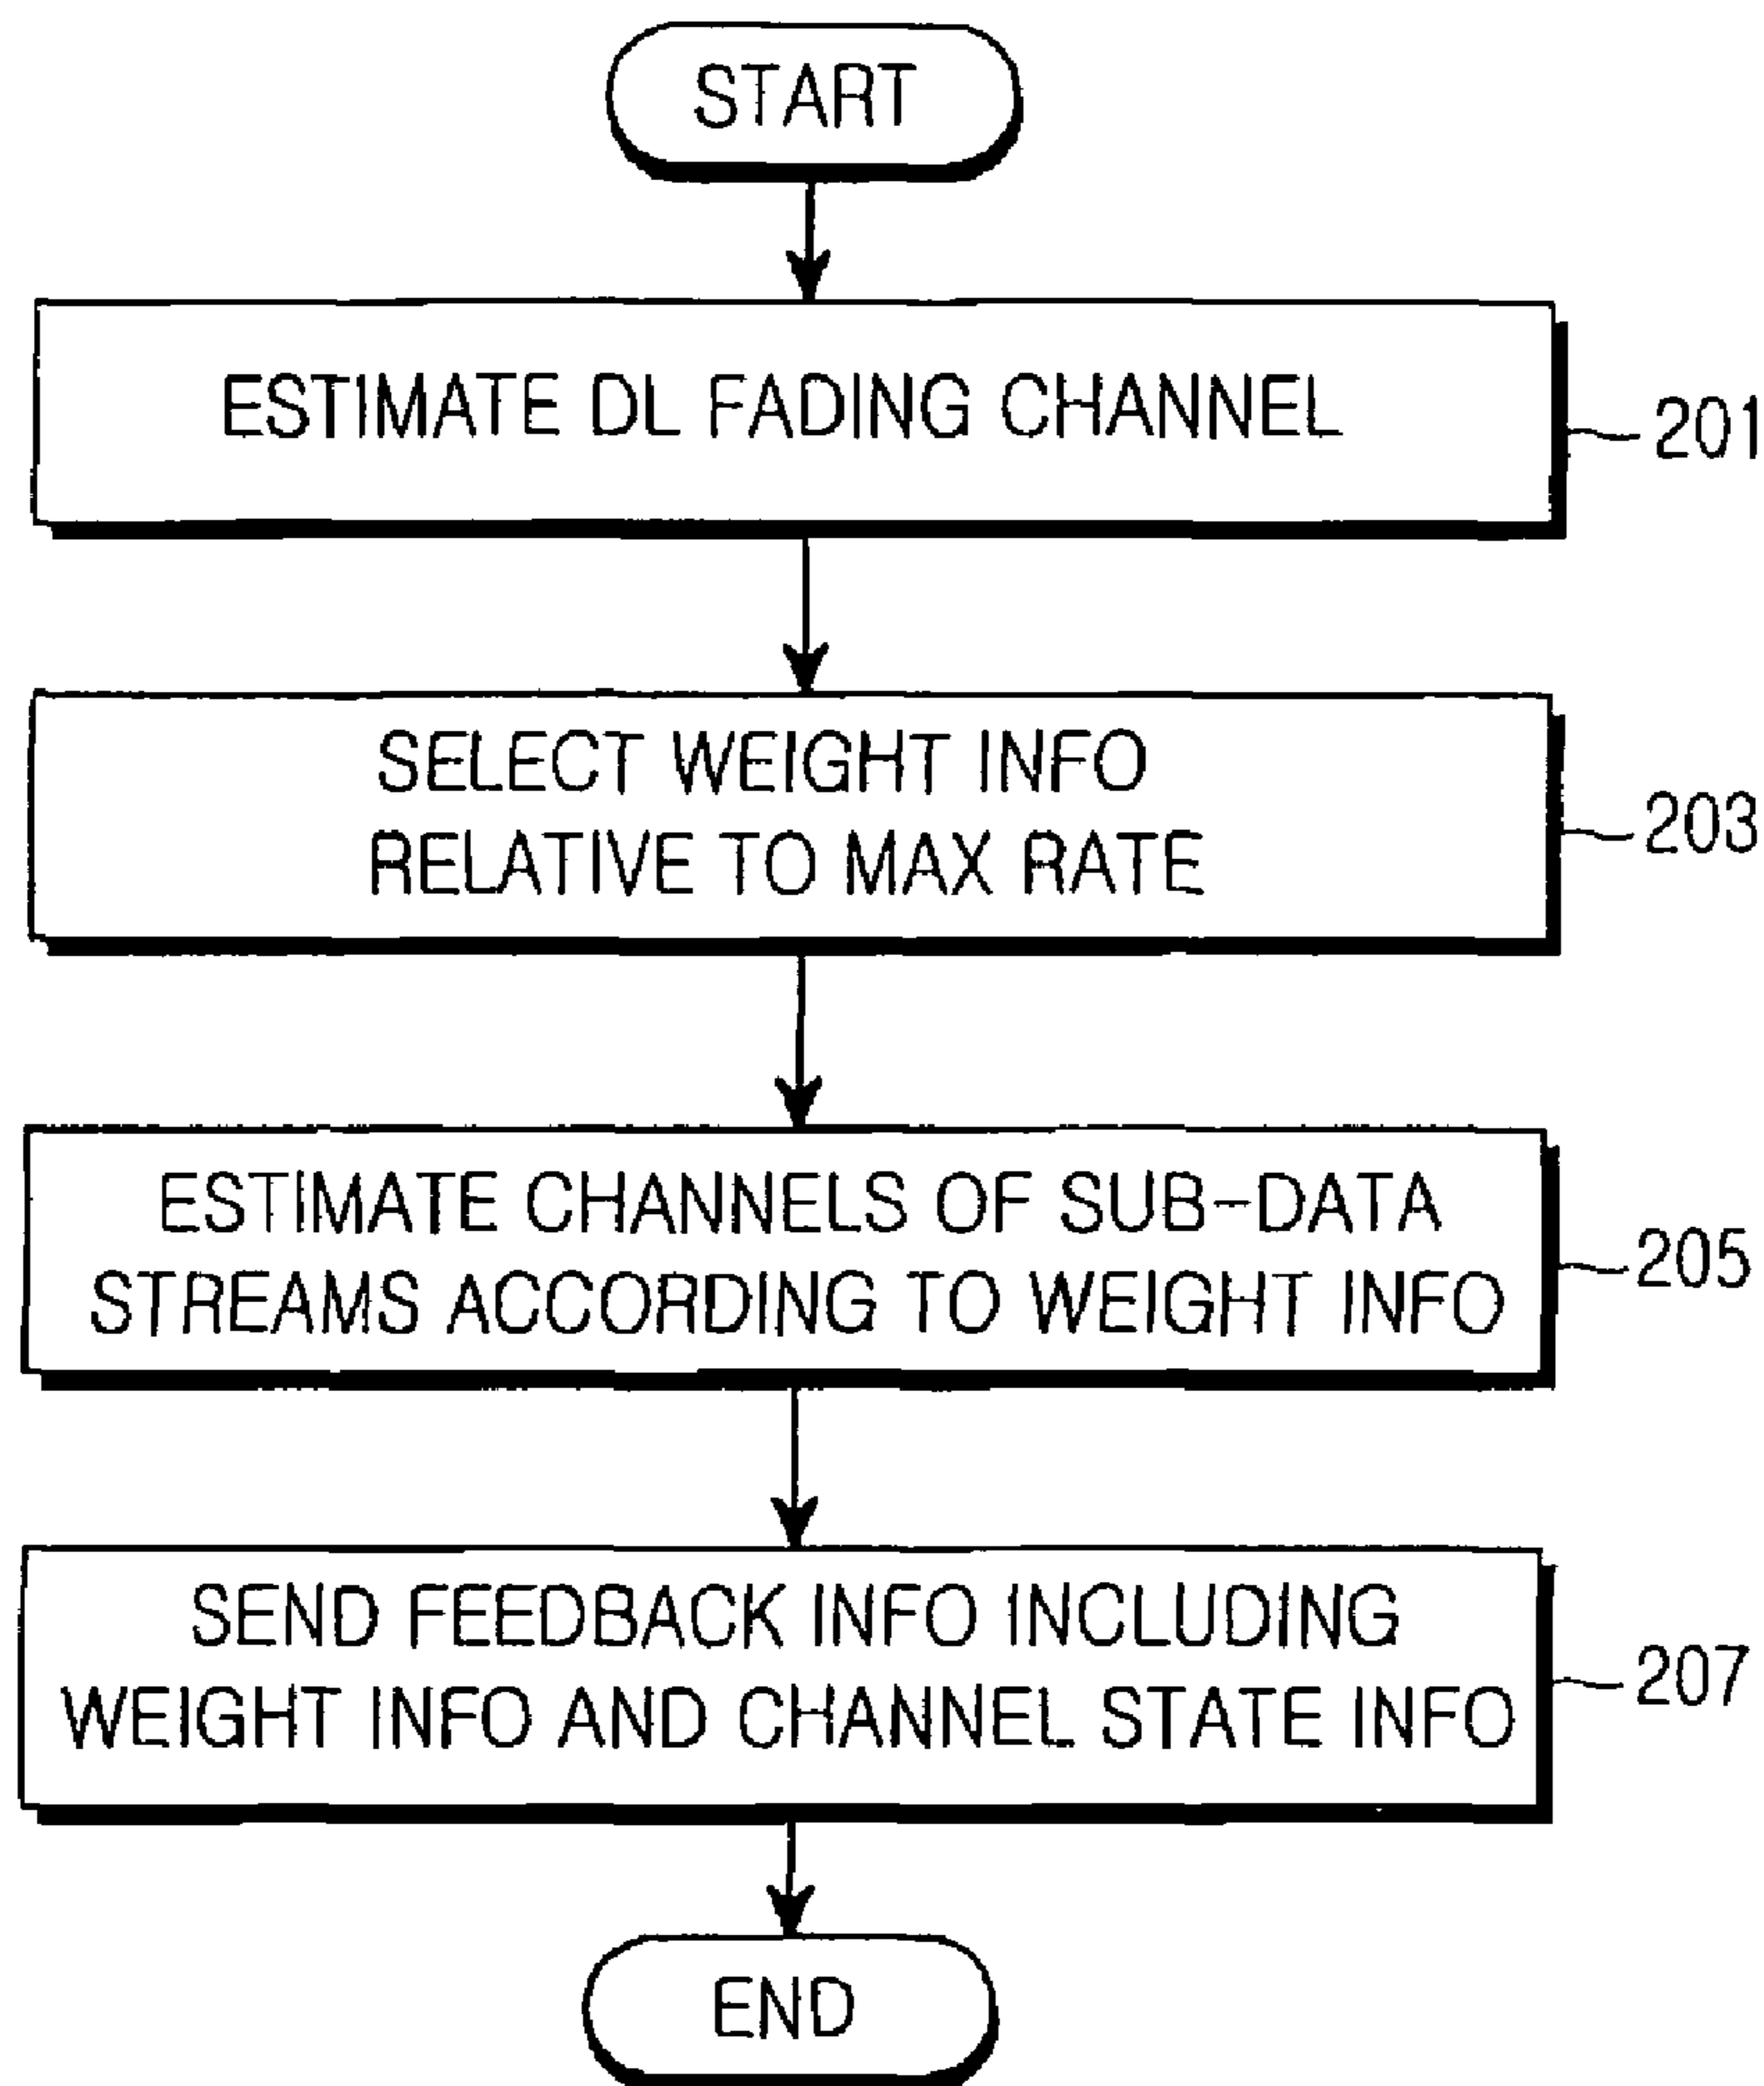 START
ESTIMATE DL FADING CHANNEL
201
SELECT WEIGHT INFO
RELATIVE TO MAX RATE
203
ESTIMATE CHANNELS OF SUB-DATA
STREAMS ACCORDING TO WEIGHT INFO
205
SEND FEEDBACK INFO INCLUDING
WEIGHT INFO AND CHANNEL STATE INFO
207
END